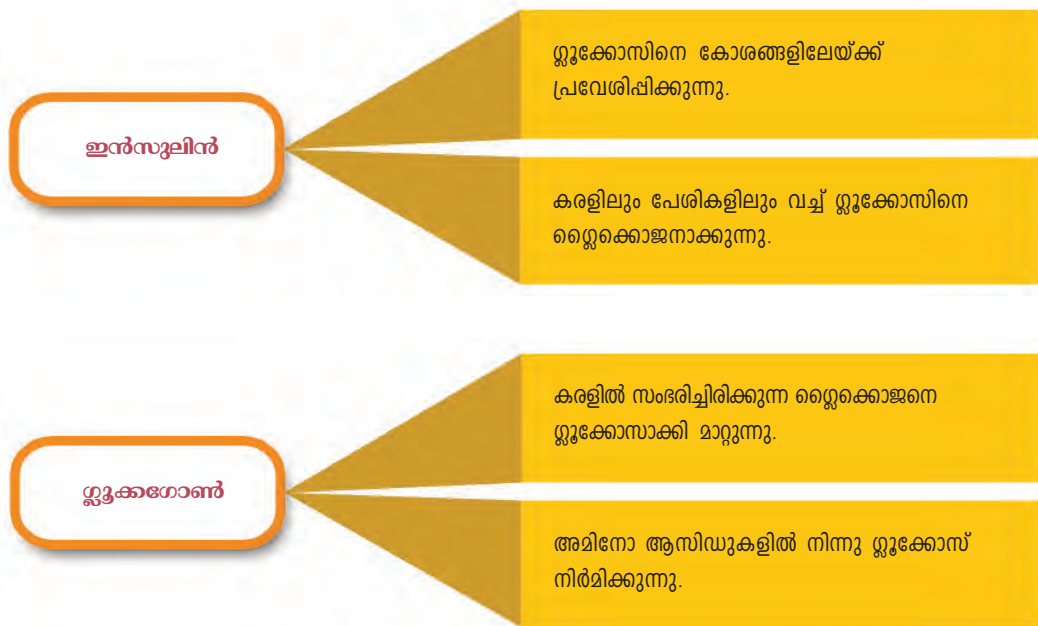 ഗ്ലൂക്കോസിനെ കോശങ്ങളിലേയ്ക്ക്
പ്രവേശിപ്പിക്കുന്നു.
ഇൻസുലിൻ
കരളിലും പേശികളിലും വച്ച് ഗ്ലൂക്കോസിനെ
ഗ്ലൈക്കൊജനാക്കുന്നു.
കരളിൽ സംഭരിച്ചിരിക്കുന്ന ഗ്ലൈക്കൊജനെ
ഗ്ലൂക്കോസാക്കി മാറ്റുന്നു.
ഗ്ലൂക്കഗോൺ
അമിനോ ആസിഡുകളിൽ നിന്നു ഗ്ലൂക്കോസ്
നിർമിക്കുന്നു.